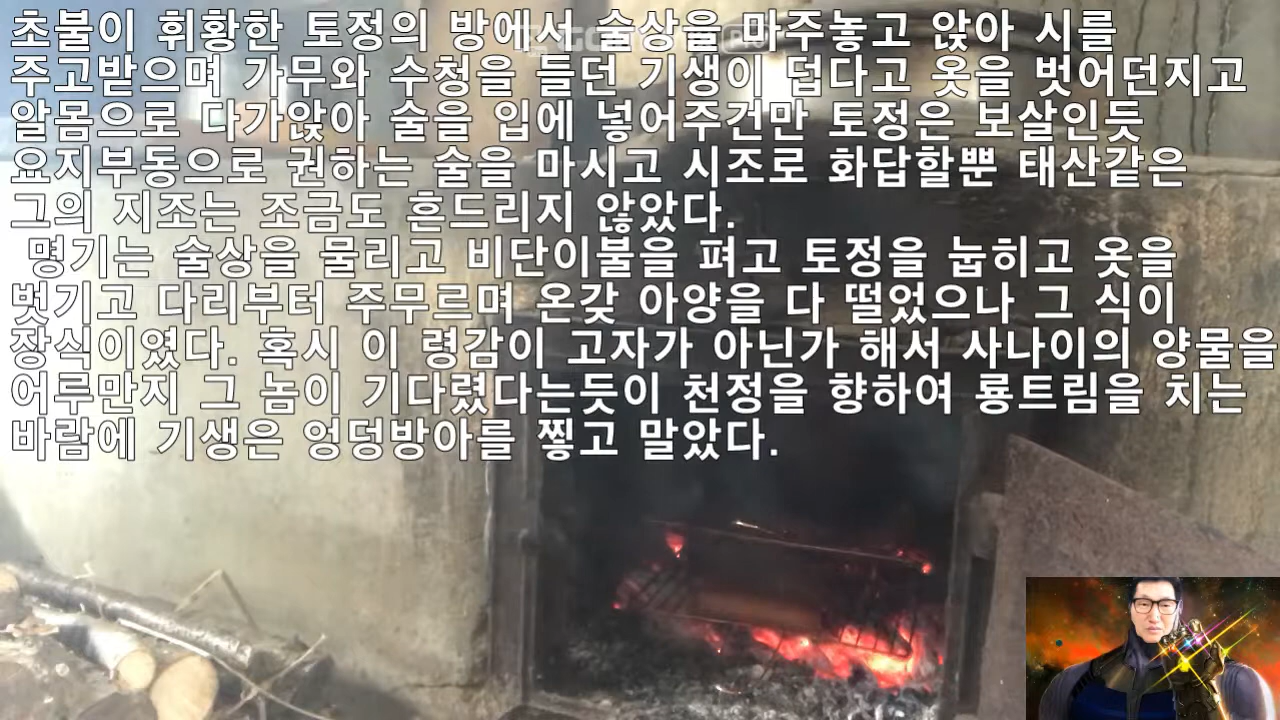 초불이 휘황한 토정의 방에서 술상을 마주놓고 앉아 시를
주고받으며 가무와 수청을 들던 기생이 덥다고 옷을 벗어던지고
알몸으로 다가앉아 술을 입에 넣어주건만 토정은 보살인듯
요지부동으로 권하는 술을 마시고 시조로 화답할뿐 태산같은
그의 지조는 조금도 흔드리지 않았다.
명기는 술상을 물리고 비단이불을 펴고 토정을 눕히고 옷을
벗기고 다리부터 주무르며 온갖 아양을 다 떨었으나 그 식이
장식이였다. 혹시 이 령감이 고자가 아닌가 해서 사나이의 양물을
어루만지 그 놈이 기다렸다는듯이 천정을 향하여 룡트림을 치는
바람에 기생은 엉덩방아를 찧고 말았다.